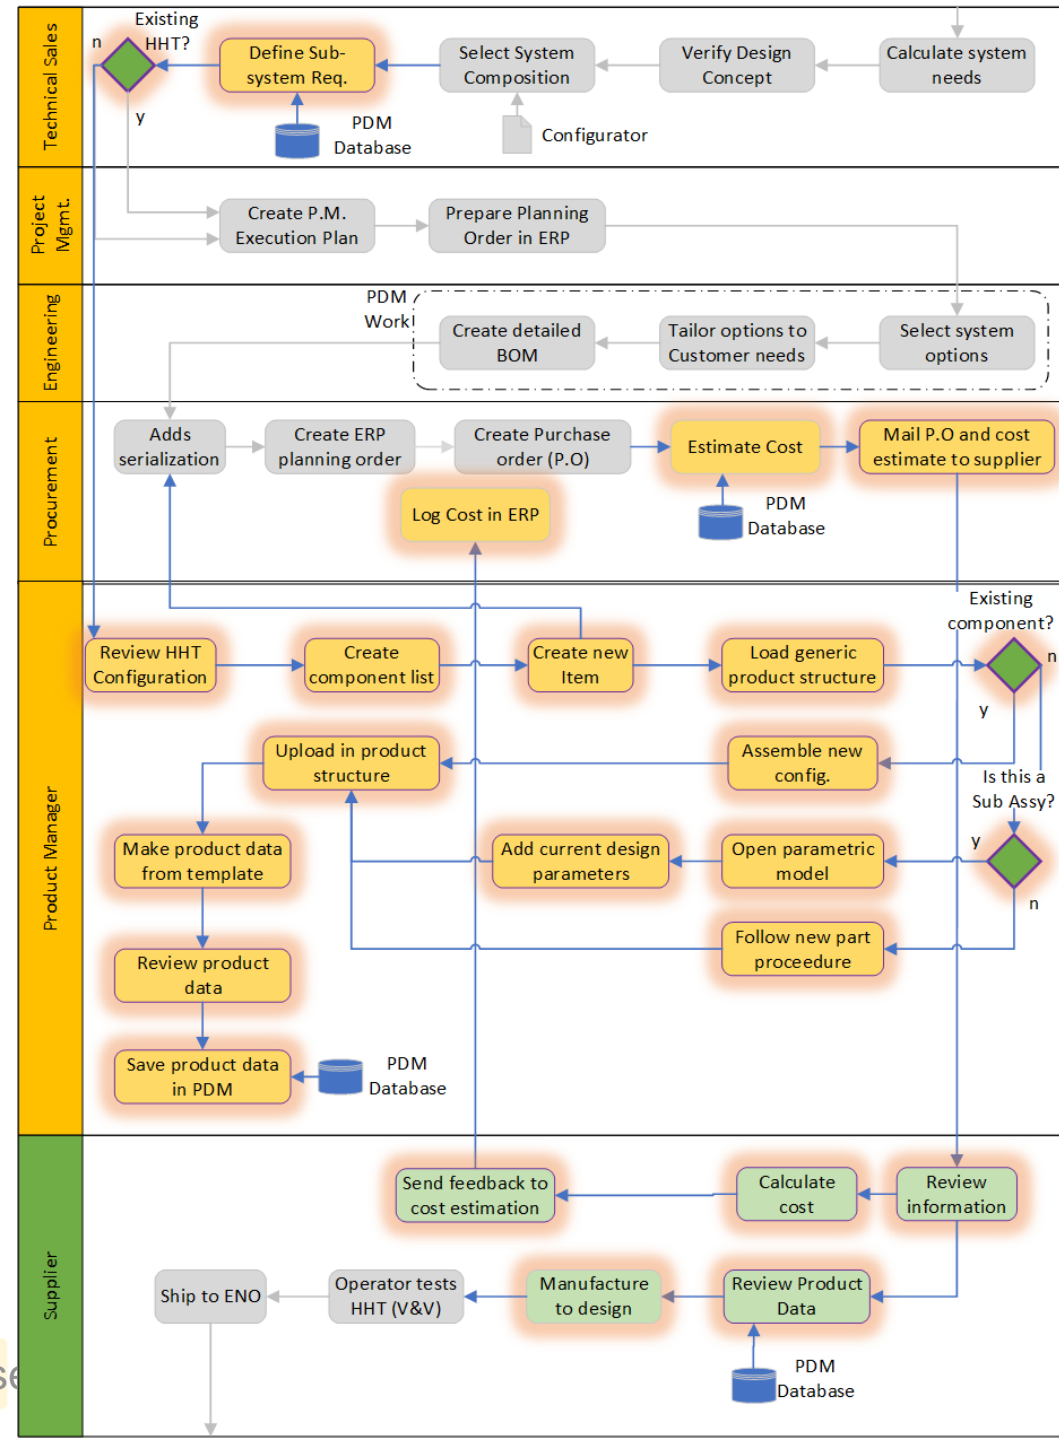 Technical Sales
Existing
HHT?
n
y
Define Sub-
system Req.
Select System
Composition
Verify Design
Concept
Calculate system
needs
PDM
Database
Configurator
Project
Mgmt.
Create P.M.
Execution Plan
Prepare Planning
Order in ERP
Engineering
PDM
Work
Create detailed
BOM
Tailor options to
Customer needs
Select system
options
Procurement
Adds
serialization
Create ERP
planning order
Create Purchase
order (P.O)
Estimate Cost
Mail P.O and cost
estimate to supplier
Log Cost in ERP
PDM
Database
Product Manager
Existing
component?
n
y
Review HHT
Configuration
Create
component list
Create new
Item
Load generic
product structure
Upload in product
structure
Assemble new
config.
Is this a
Sub Assy?
y
n
Make product data
from template
Add current design
parameters
Open parametric
model
Review product
data
Follow new part
proceedure
Save product data
in PDM
PDM
Database
Supplier
Send feedback to
cost estimation
Calculate
cost
Review
information
Ship to ENO
Operator tests
HHT (V&V)
Manufacture
to design
Review Product
Data
PDM
Database
se